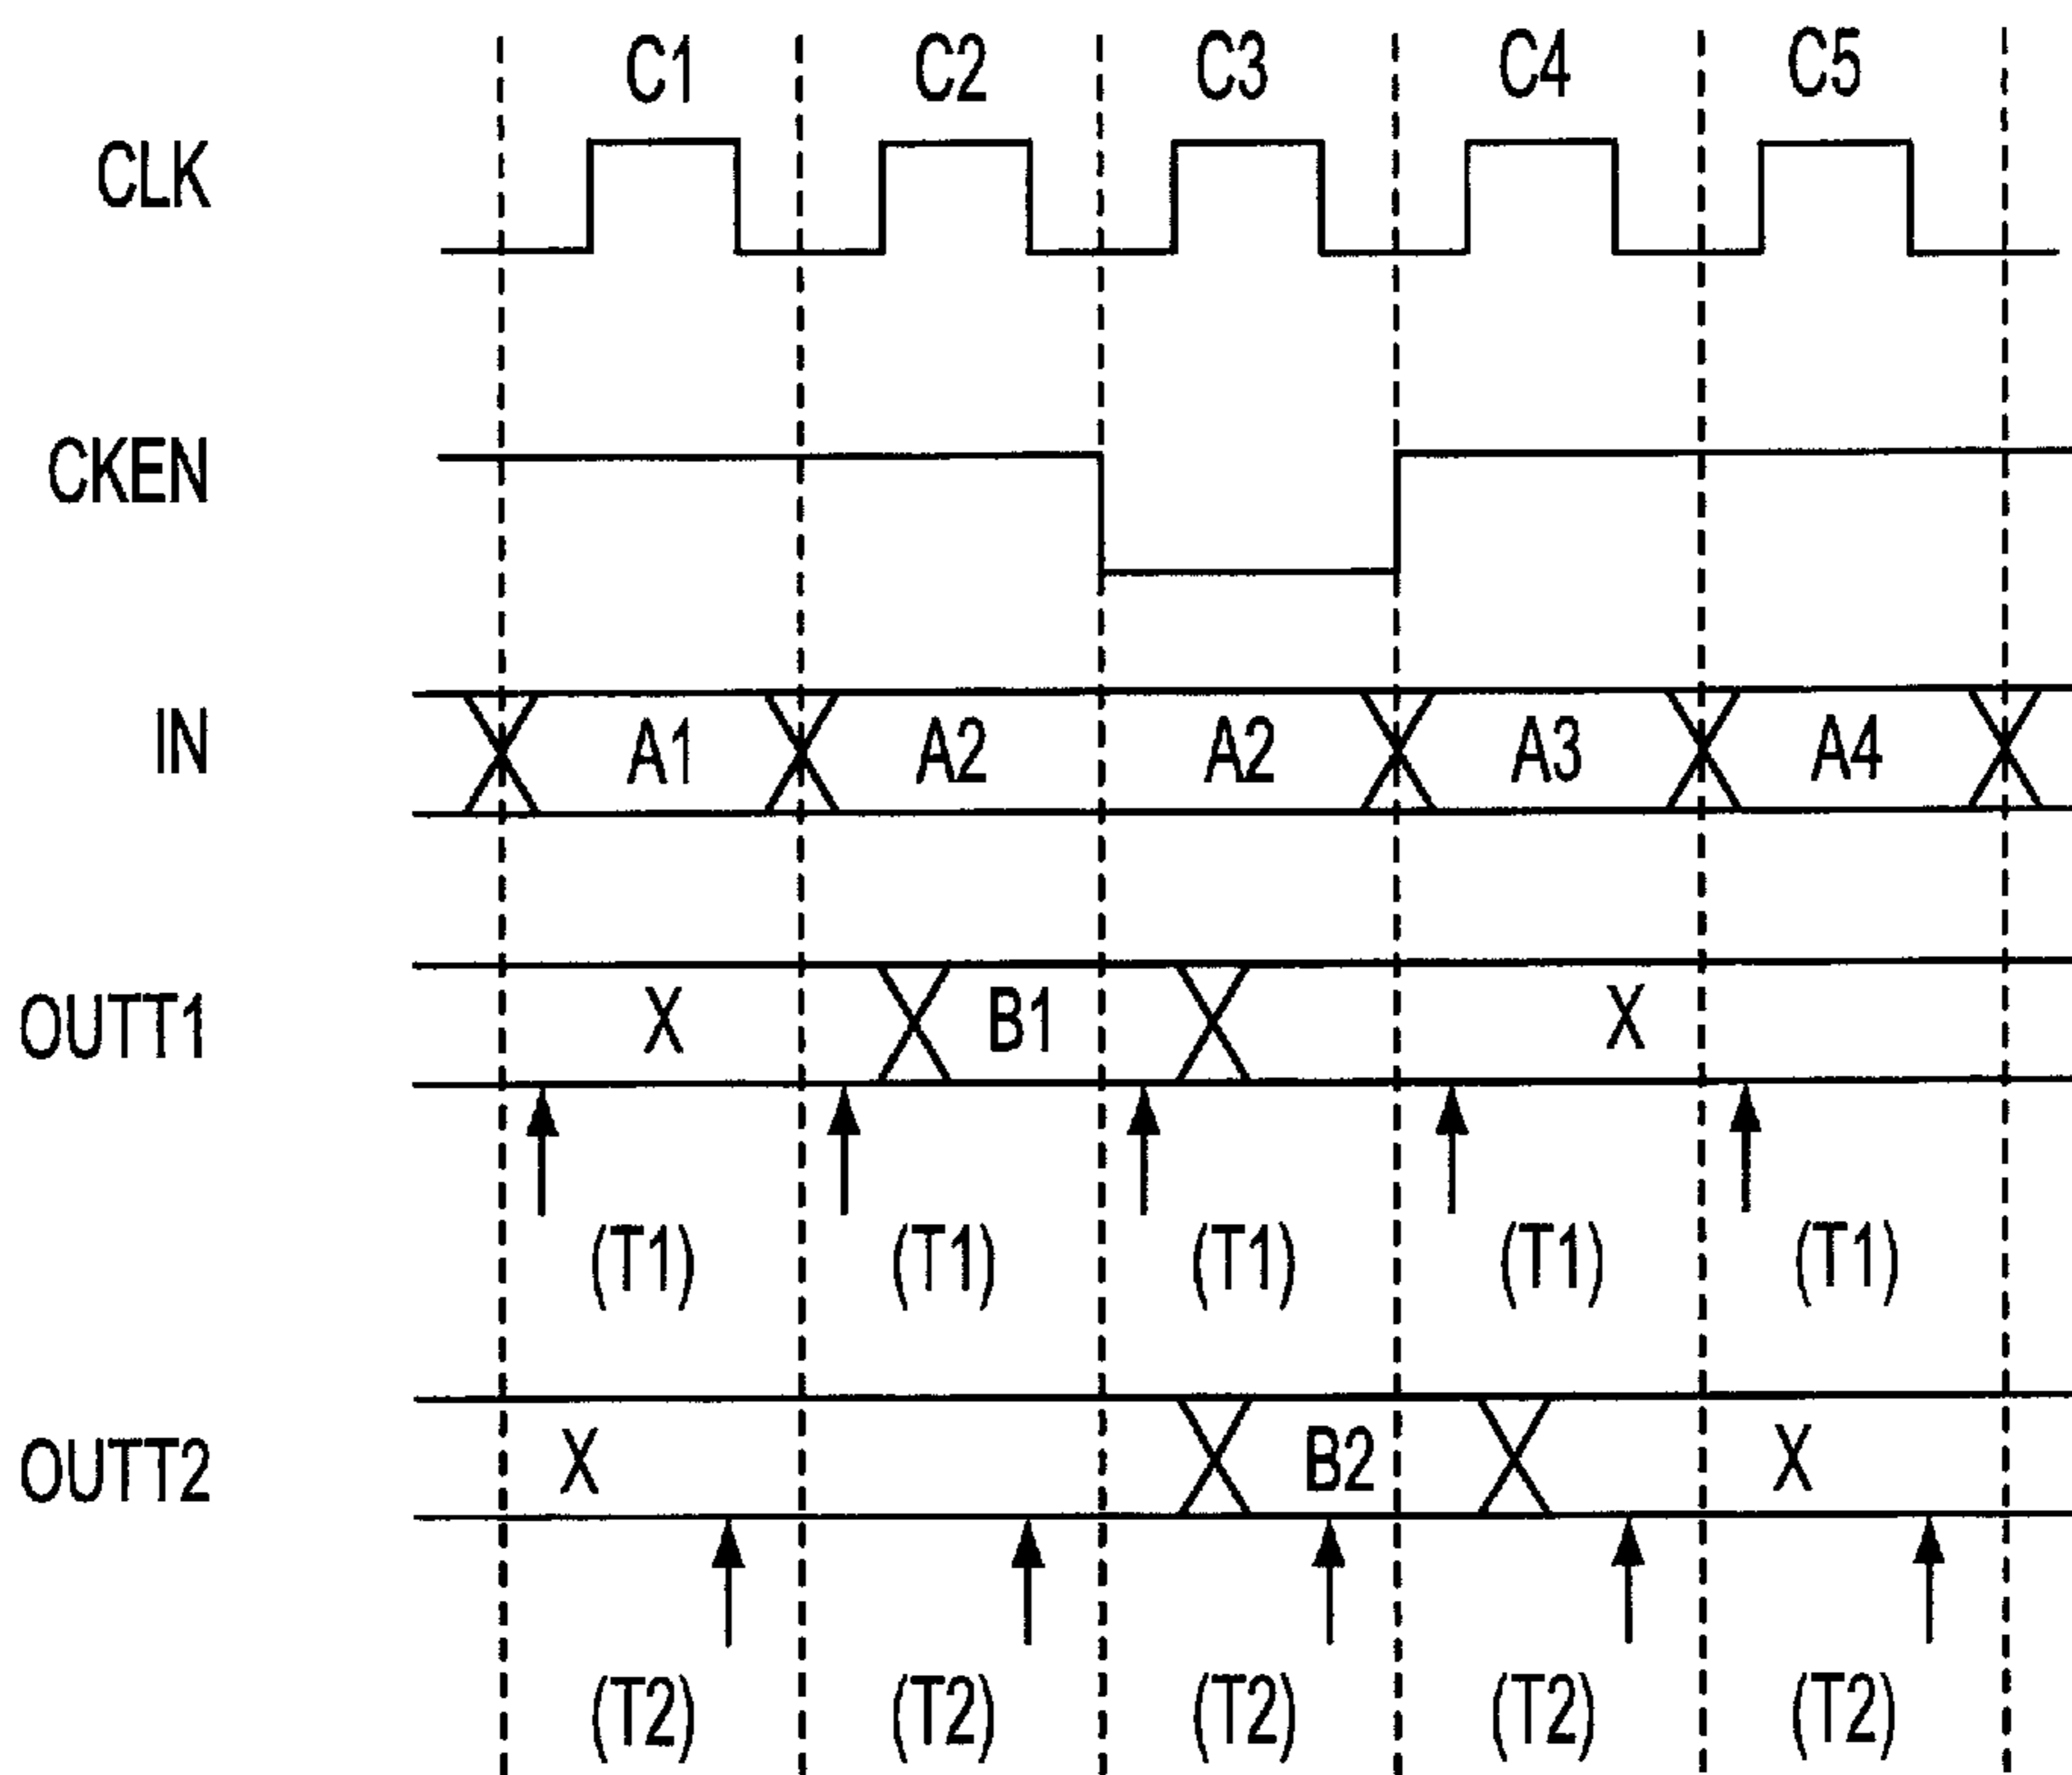 C1 C2 C3 C4 C5
CLK
CKEN
IN A1 A2 A2 A3 A4
OUTT1 X B1 X
(T1) (T1) (T1) (T1) (T1)
OUTT2 X B2 X
(T2) (T2) (T2) (T2) (T2)